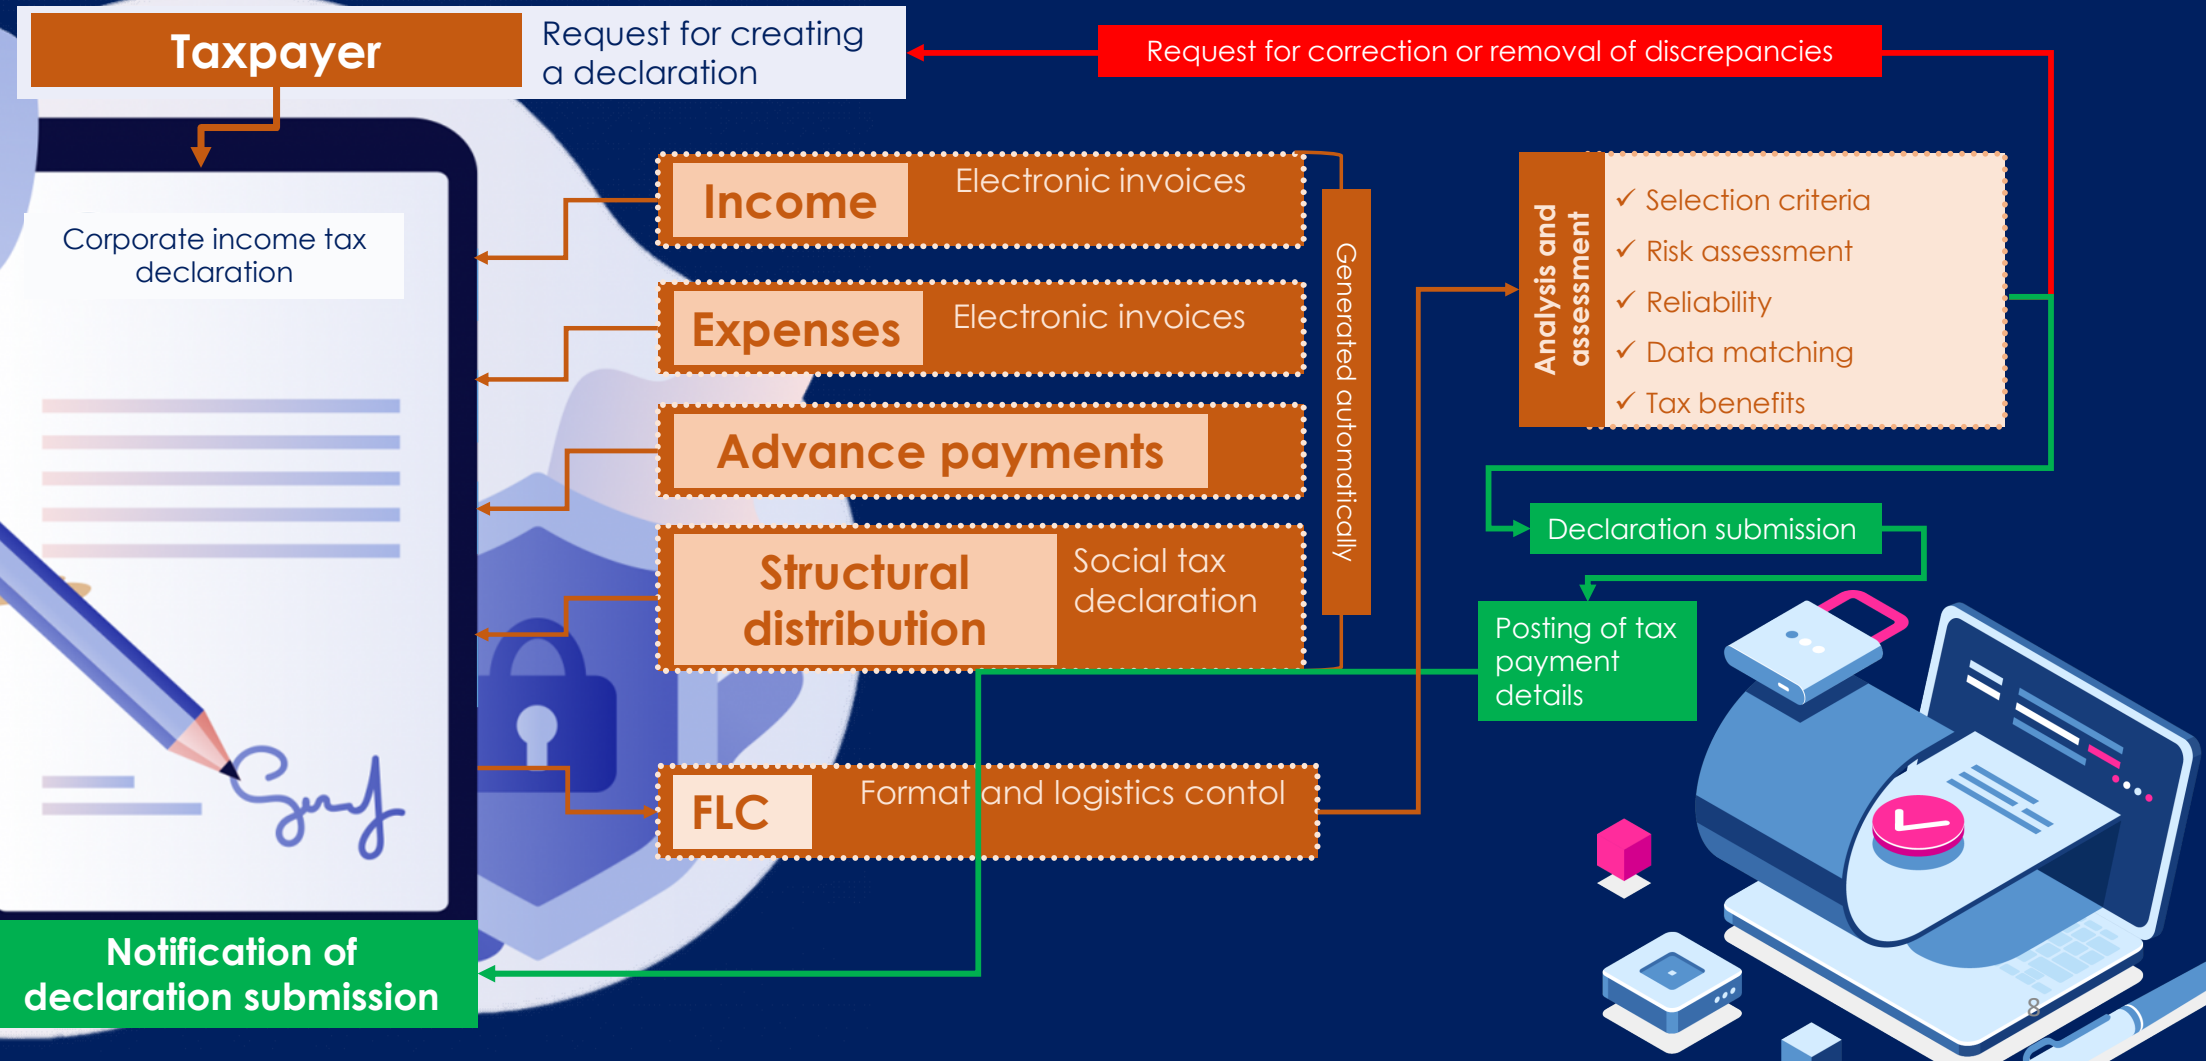 Taxpayer
Request for creating
a declaration
Request for correction or removal of discrepancies
Corporate income tax
declaration
Income
Electronic invoices
Expenses
Electronic invoices
Advance payments
Structural
distribution
Social tax
declaration
Generated automatically
FLC
Format and logistics contol
Analysis and
assessment
✓ Selection criteria
✓ Risk assessment
✓ Reliability
✓ Data matching
✓ Tax benefits
Declaration submission
Posting of tax
payment
details
Notification of
declaration submission
8